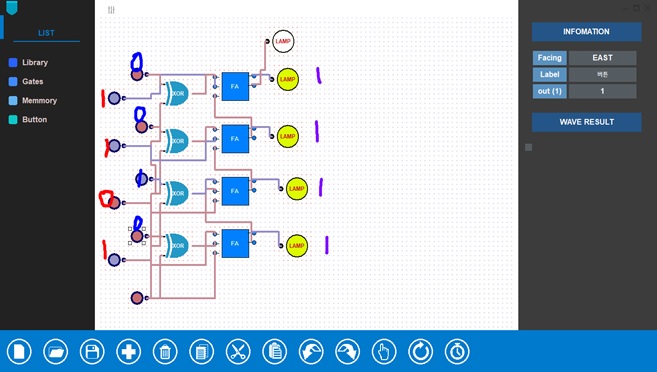 LIST
Library
Gates
Memmory
Button
0
1
0
1
1
0
0
1
XOR
XOR
XOR
XOR
FA
FA
FA
FA
LAMP
LAMP
LAMP
LAMP
LAMP
1
1
1
1
INFOMATION
Facing EAST
Label 버튼
out (1) 1
WAVE RESULT